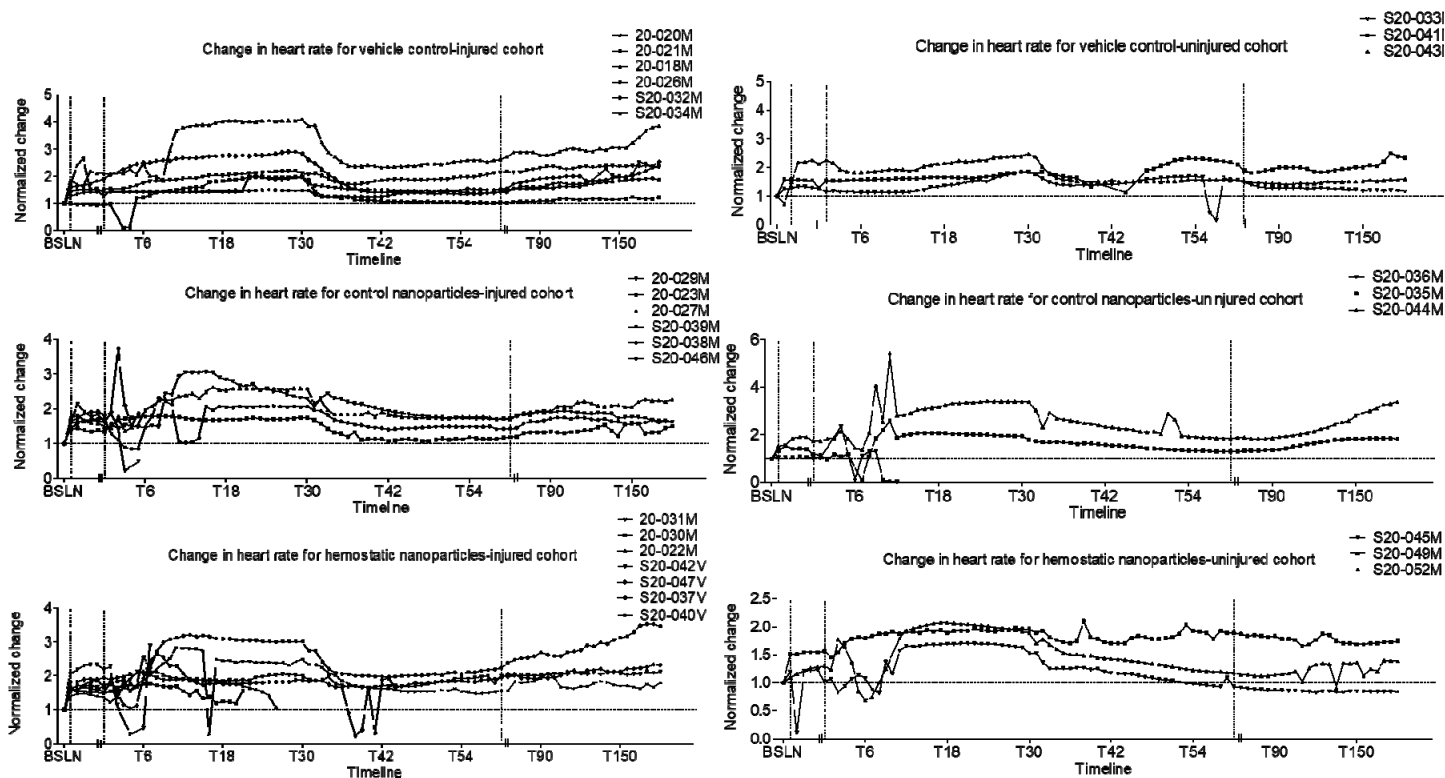 Change in heart rate for vehicle control-injured cohort
20-020M
20-021M
20-018M
20-026M
S20-032M
S20-034M
Normalized change
5
4
3
2
1
0
BSLN T6 T18 T30 T42 T54 T90 T150
Timeline
Change in heart rate for vehicle control-uninjured cohort
S20-033
S20-041
S20-043
Normalized change
5
4
3
2
1
0
BSLN T6 T18 T30 T42 T54 T90 T150
Timeline
Change in heart rate for control nanoparticles-injured cohort
20-029M
20-023M
20-027M
S20-039M
S20-038M
S20-046M
Normalized change
4
3
2
1
0
BSLN T6 T18 T30 T42 T54 T90 T150
Timeline
Change in heart rate for control nanoparticles-uninjured cohort
S20-036M
S20-035M
S20-044M
Normalized change
6
4
2
0
BSLN T6 T18 T30 T42 T54 T90 T150
Timeline
Change in heart rate for hemostatic nanoparticles-injured cohort
20-031M
20-030M
20-022M
S20-042V
S20-047V
S20-037V
S20-040V
Normalized change
4
3
2
1
0
BSLN T6 T18 T30 T42 T54 T90 T150
Timeline
Change in heart rate for hemostatic nanoparticles-uninjured cohort
S20-045M
S20-049M
S20-052M
Normalized change
2.5
2.0
1.5
1.0
0.5
0.0
BSLN T6 T18 T30 T42 T54 T90 T150
Timeline